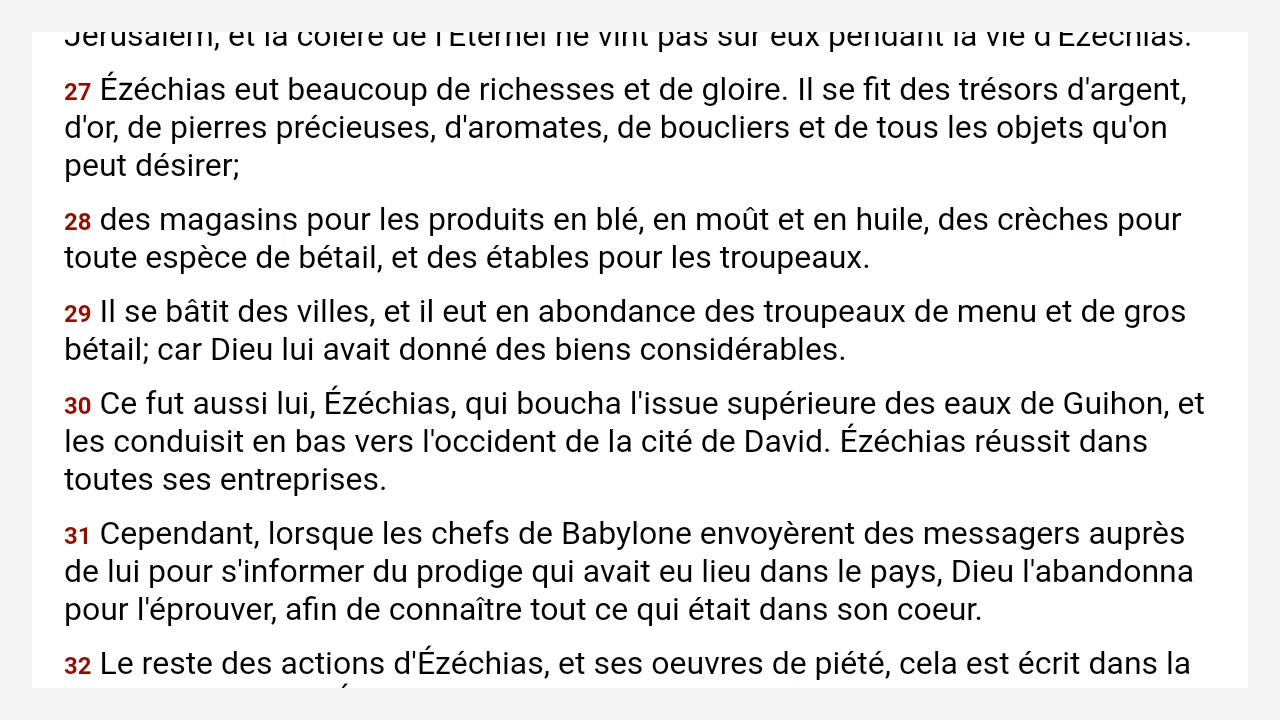 Jérusalem, et la colère de l'Éternel ne vint pas sur eux pendant la vie d'Ézéchias.
27 Ézéchias eut beaucoup de richesses et de gloire. Il se fit des trésors d'argent,
d'or, de pierres précieuses, d'aromates, de boucliers et de tous les objets qu'on
peut désirer;
28 des magasins pour les produits en blé, en moût et en huile, des crèches pour
toute espèce de bétail, et des étables pour les troupeaux.
29 Il se bâtit des villes, et il eut en abondance des troupeaux de menu et de gros
bétail; car Dieu lui avait donné des biens considérables.
30 Ce fut aussi lui, Ézéchias, qui boucha l'issue supérieure des eaux de Guihon, et
les conduisit en bas vers l'occident de la cité de David. Ézéchias réussit dans
toutes ses entreprises.
31 Cependant, lorsque les chefs de Babylone envoyèrent des messagers auprès
de lui pour s'informer du prodige qui avait eu lieu dans le pays, Dieu l'abandonna
pour l'éprouver, afin de connaître tout ce qui était dans son coeur.
32 Le reste des actions d'Ézéchias, et ses oeuvres de piété, cela est écrit dans la